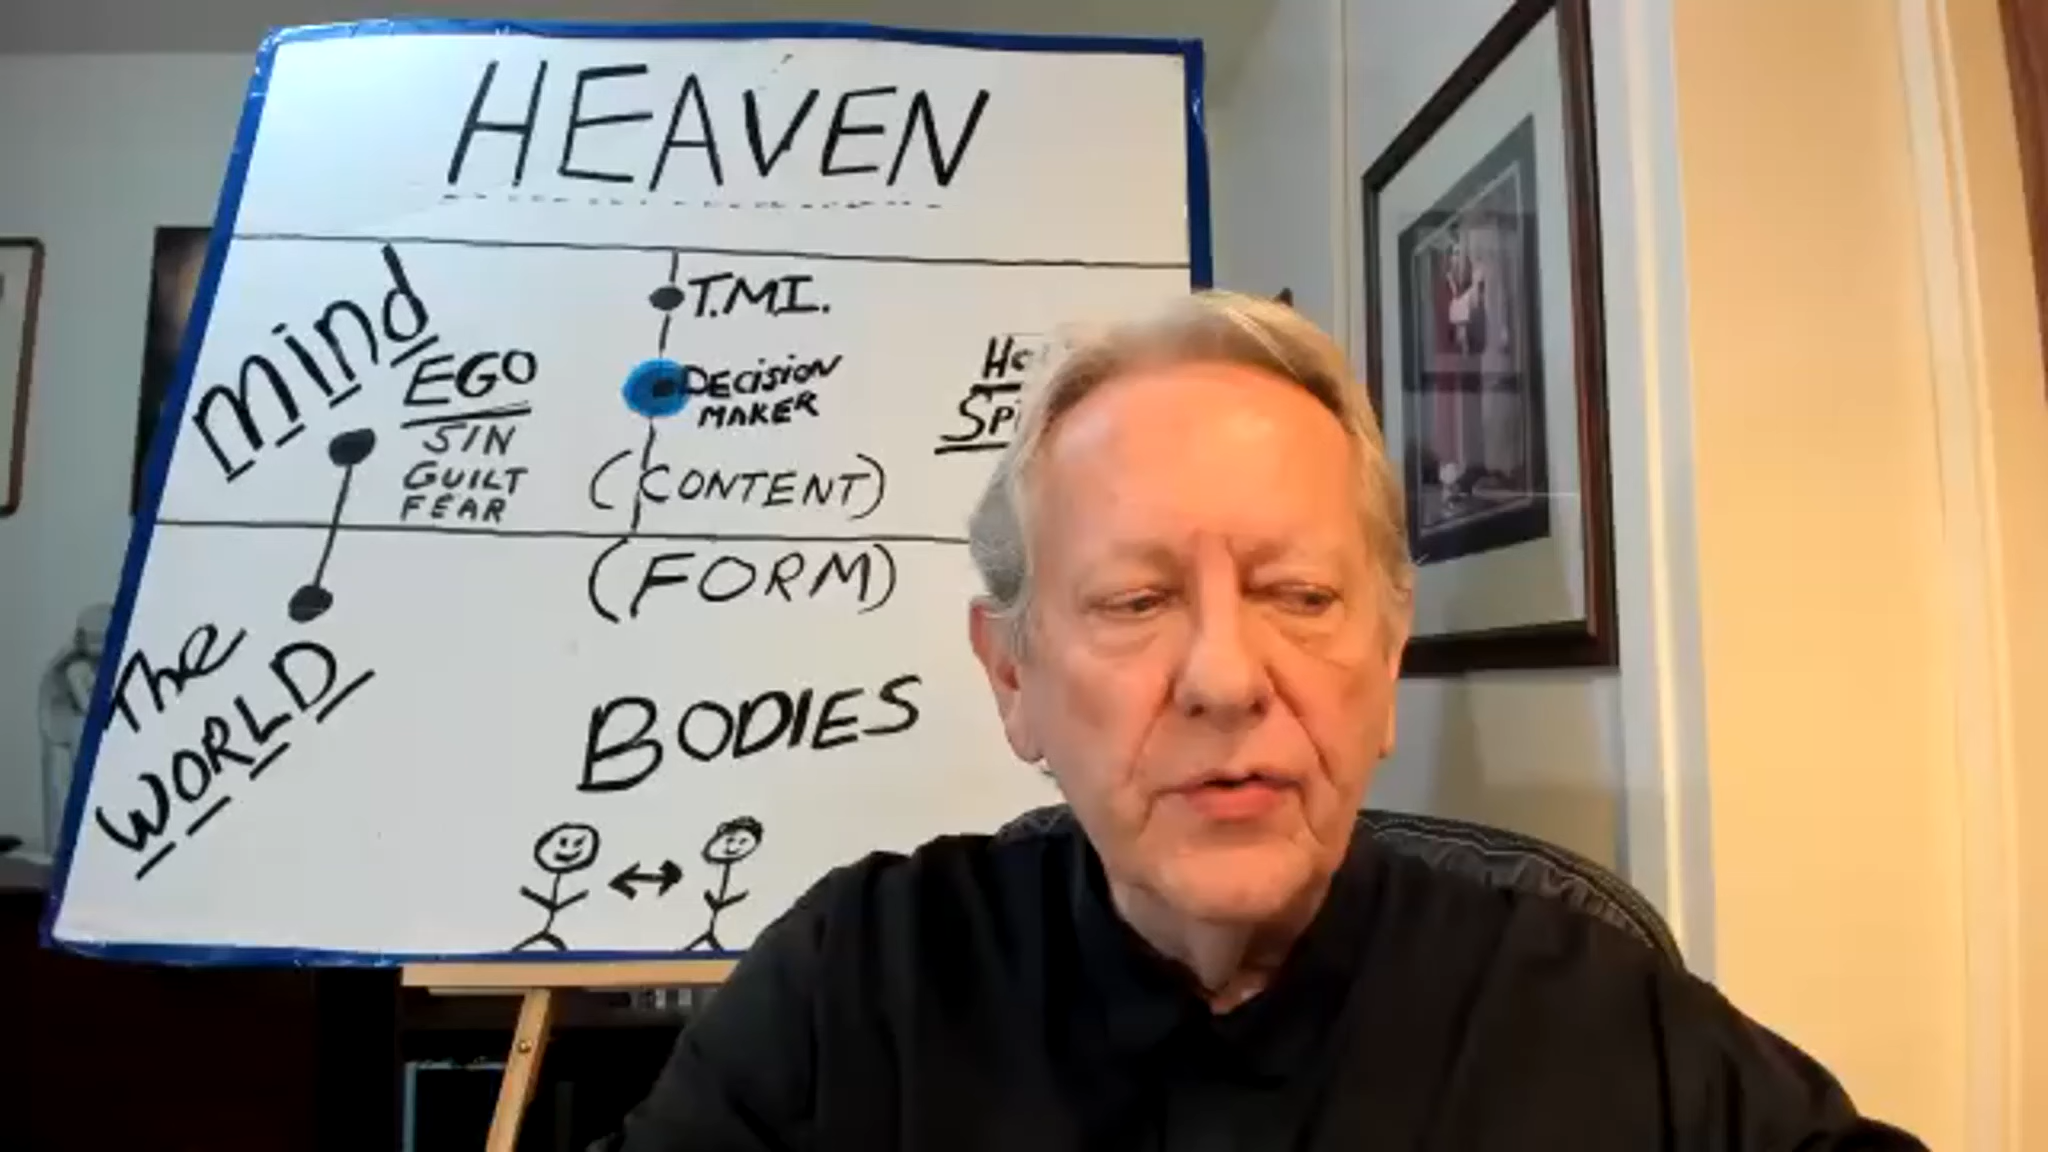 HEAVEN
mind
T.M.I.
EGO
DECISION
MAKER
SIN
GUILT
FEAR
(CONTENT)
(FORM)
The
WORLD
BODIES